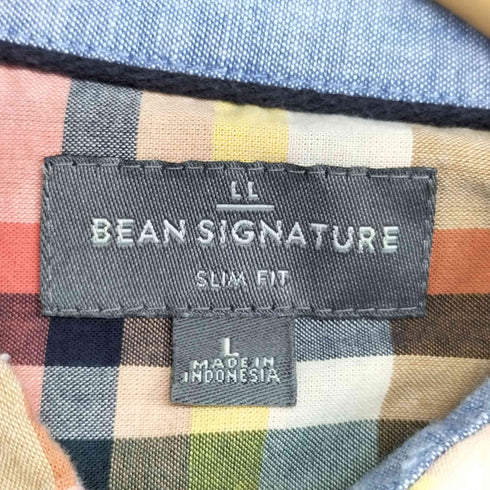 LL
BEAN SIGNATURE
SLIM FIT
L
MADE IN
INDONESIA